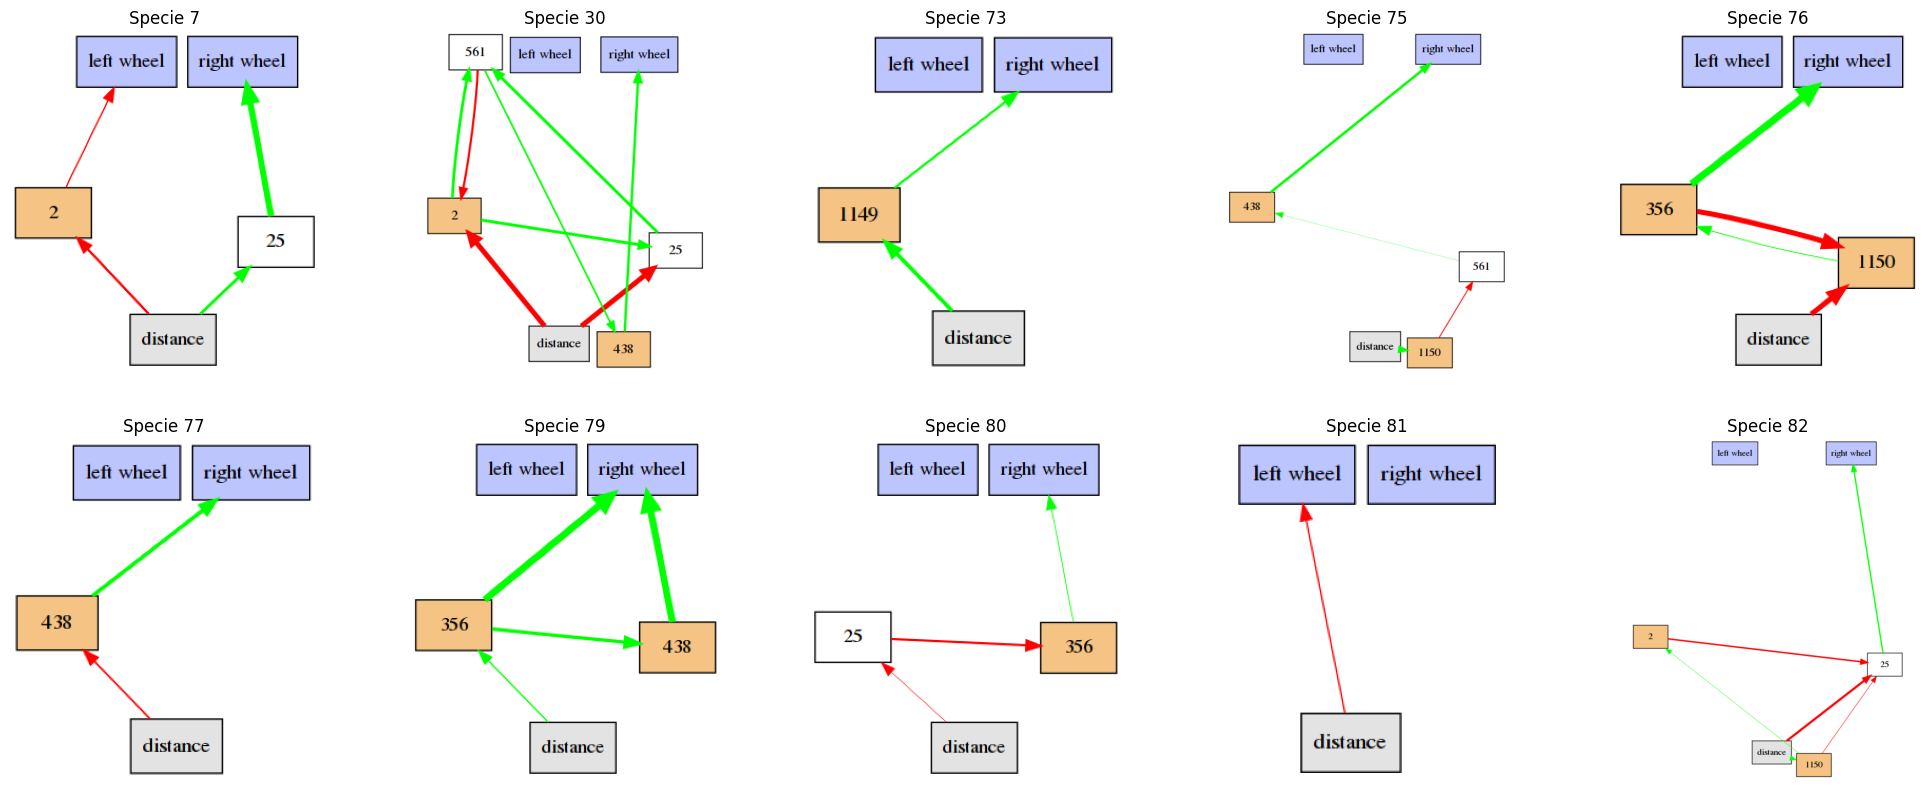 Specie 7
left wheel
right wheel
2
25
distance
Specie 30
561
left wheel
right wheel
2
25
distance
438
Specie 73
left wheel
right wheel
1149
distance
Specie 75
left wheel
right wheel
438
561
distance
1150
Specie 76
left wheel
right wheel
356
1150
distance
Specie 77
left wheel
right wheel
438
distance
Specie 79
left wheel
right wheel
356
438
distance
Specie 80
left wheel
right wheel
25
356
distance
Specie 81
left wheel
right wheel
distance
Specie 82
left wheel
right wheel
2
25
distance
1150